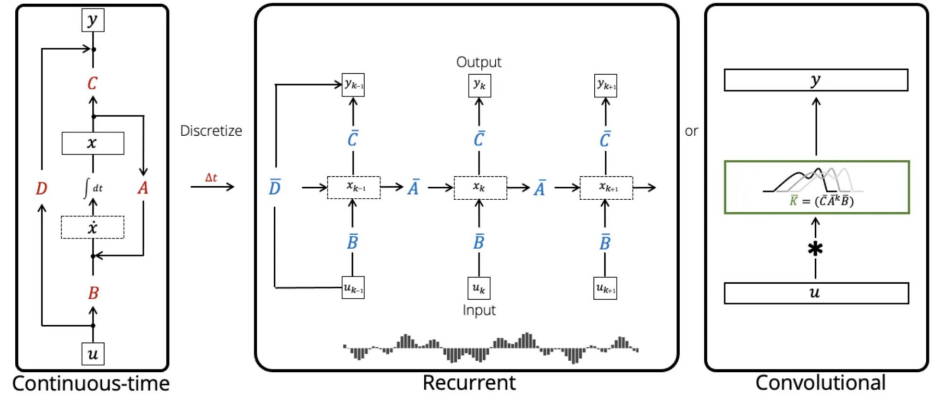 y
C
x
D
∫ dt
A
ẋ
B
u
Continuous-time
Discretize
Δt
Output
y_{k-1}
y_k
y_{k+1}
C̄
C̄
C̄
D̄
x_{k-1}
Ā
x_k
Ā
x_{k+1}
B̄
B̄
B̄
u_{k-1}
u_k
u_{k+1}
Input
Recurrent
or
y
K̄ = (C̄Ā^kB̄)
*
u
Convolutional